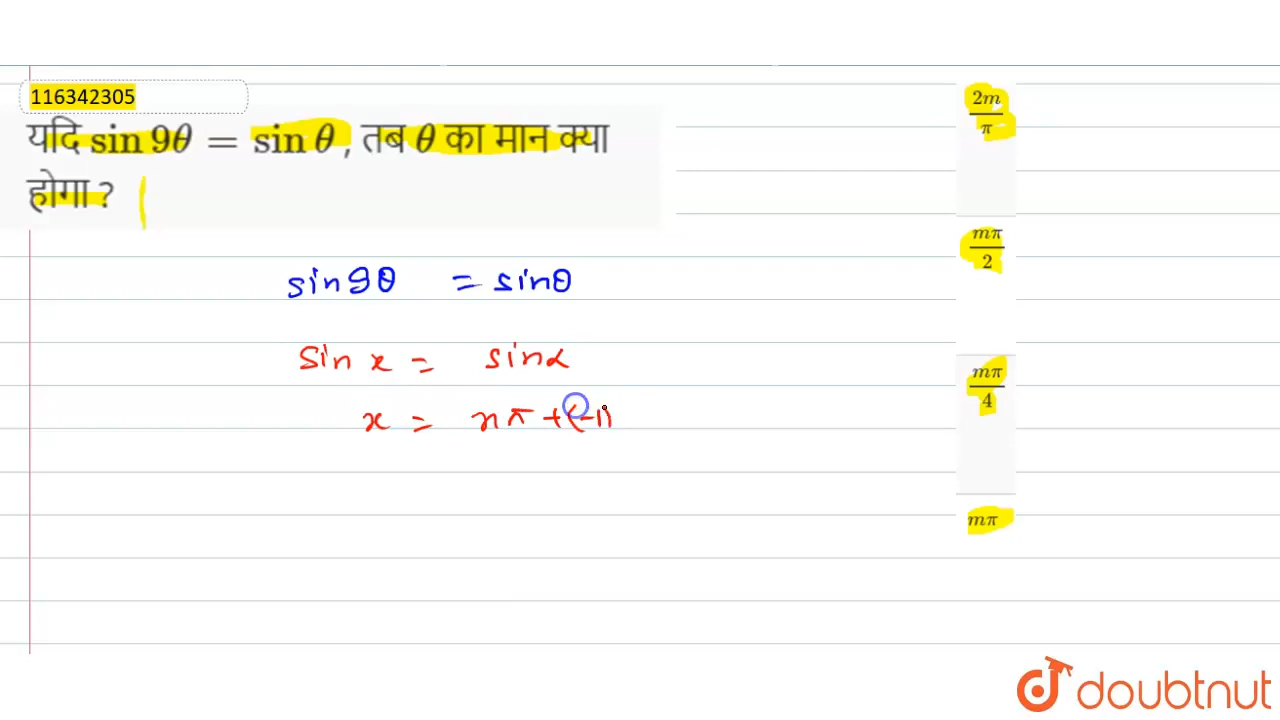 116342305
यदि sin 9θ = sin θ, तब θ का मान क्या
होगा ?
sin 9θ = sinθ
sin x = sinα
x = nπ + (-1)
2m/π
mπ/2
mπ/4
mπ
doubtnut